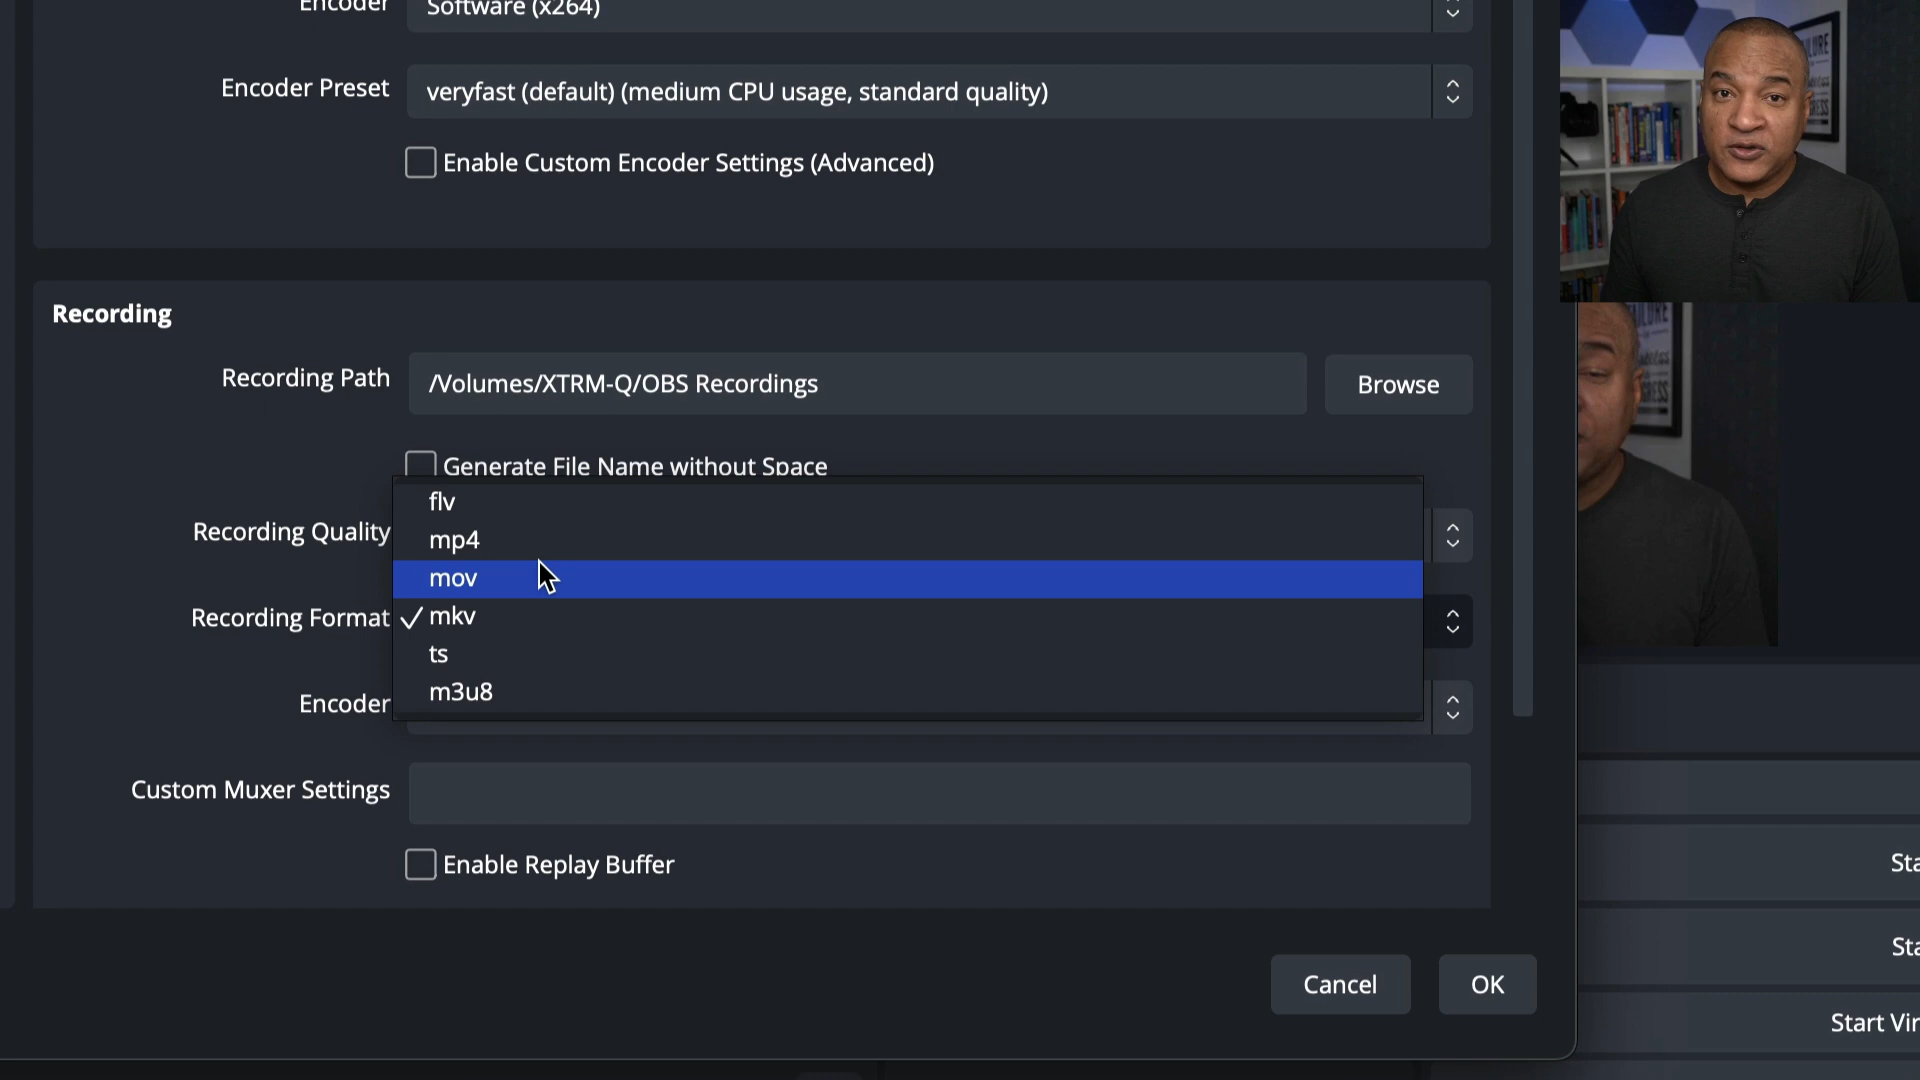 Encoder
Software (x264)
Encoder Preset
veryfast (default) (medium CPU usage, standard quality)
Enable Custom Encoder Settings (Advanced)
Recording
Recording Path
/Volumes/XTRM-Q/OBS Recordings
Browse
Generate File Name without Space
Recording Quality
Recording Format
flv
mp4
mov
✓ mkv
ts
m3u8
Encoder
Custom Muxer Settings
Enable Replay Buffer
Cancel
OK
Sta
Sta
Start Vir